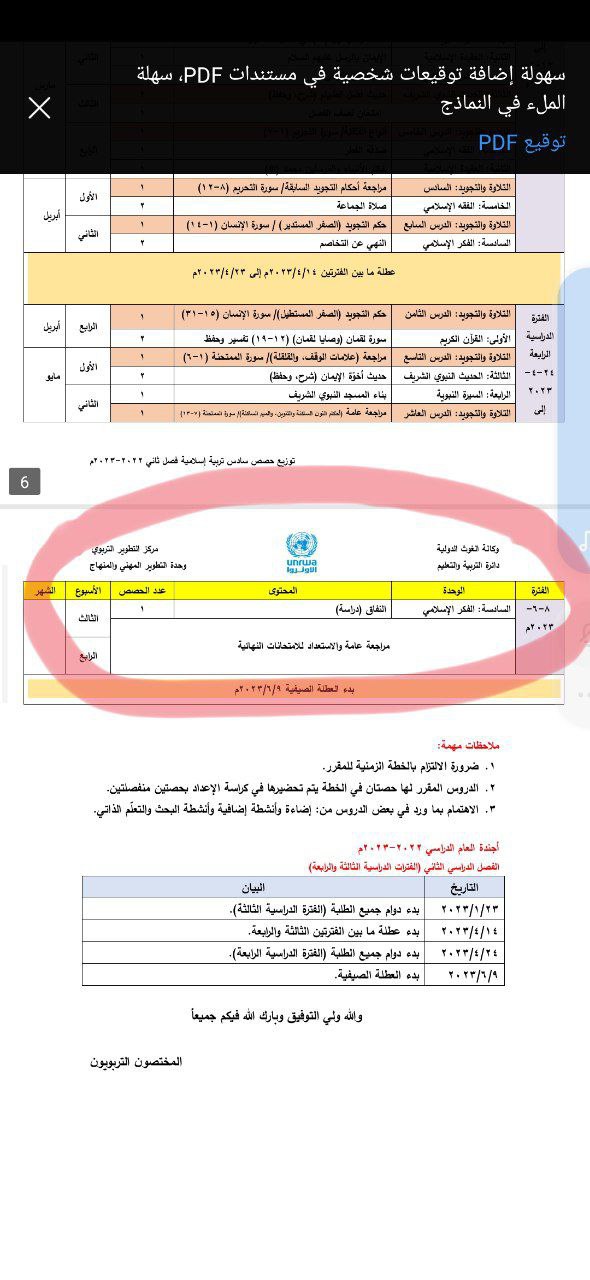 سهولة إضافة توقيعات شخصية في مستندات PDF، سهلة
الملء في النماذج
توقيع PDF
التلاوة والتجويد: السادس مراجعة أحكام التجويد السابقة/ سورة التحريم (٨-١٢) ١ الأول أبريل
الخامسة: الفقه الإسلامي صلاة الجماعة ٢
التلاوة والتجويد: الدرس السابع حكم التجويد (الصفر المستدير) / سورة الإنسان (١-١٤) ١ الثاني
السادسة: الفكر الإسلامي النهي عن التخاصم ٢
عطلة ما بين الفترتين ٢٠٢٣/٤/١٤م إلى ٢٠٢٣/٤/٢٣م
الفترة الدراسية الرابعة ٢٤-٤-٢٠٢٣ إلى
التلاوة والتجويد: الدرس الثامن حكم التجويد (الصفر المستطيل)/ سورة الإنسان (١٥-٣١) ١ الرابع أبريل
الأولى: القرآن الكريم سورة لقمان (وصايا لقمان) (١٢-١٩) تفسير وحفظ ٢
التلاوة والتجويد: الدرس التاسع مراجعة (علامات الوقف، والقلقلة)/ سورة الممتحنة (١-٦) ١ الأول مايو
الثالثة: الحديث النبوي الشريف حديث أخوّة الإيمان (شرح، وحفظ) ٢
الرابعة: السيرة النبوية بناء المسجد النبوي الشريف ١ الثاني
التلاوة والتجويد: الدرس العاشر مراجعة عامة (أحكام النون الساكنة والتنوين، والميم الساكنة)/ سورة الممتحنة (٧-١٣) ١
توزيع حصص سادس تربية إسلامية فصل ثاني ٢٠٢٢-٢٠٢٣م
6
وكالة الغوث الدولية unrwa مركز التطوير التربوي
دائرة التربية والتعليم الأونروا وحدة التطوير المهني والمنهاج
الفترة الوحدة المحتوى عدد الحصص الأسبوع الشهر
٨-٦-٢٠٢٣م السادسة: الفكر الإسلامي النفاق (دراسة) ١ الثالث
مراجعة عامة والاستعداد للامتحانات النهائية الرابع
بدء العطلة الصيفية ٢٠٢٣/٦/٩م
ملاحظات مهمة:
١. ضرورة الالتزام بالخطة الزمنية للمقرر.
٢. الدروس المقرر لها حصتان في الخطة يتم تحضيرها في كراسة الإعداد بحصتين منفصلتين.
٣. الاهتمام بما ورد في بعض الدروس من: إضاءة وأنشطة إضافية وأنشطة البحث والتعلّم الذاتي.
أجندة العام الدراسي ٢٠٢٢-٢٠٢٣م
الفصل الدراسي الثاني (الفترات الدراسية الثالثة والرابعة)
التاريخ البيان
٢٠٢٣/١/٢٣ بدء دوام جميع الطلبة (الفترة الدراسية الثالثة).
٢٠٢٣/٤/١٤ بدء عطلة ما بين الفترتين الثالثة والرابعة.
٢٠٢٣/٤/٢٤ بدء دوام جميع الطلبة (الفترة الدراسية الرابعة).
٢٠٢٣/٦/٩ بدء العطلة الصيفية.
والله ولي التوفيق وبارك الله فيكم جميعاً
المختصون التربويون